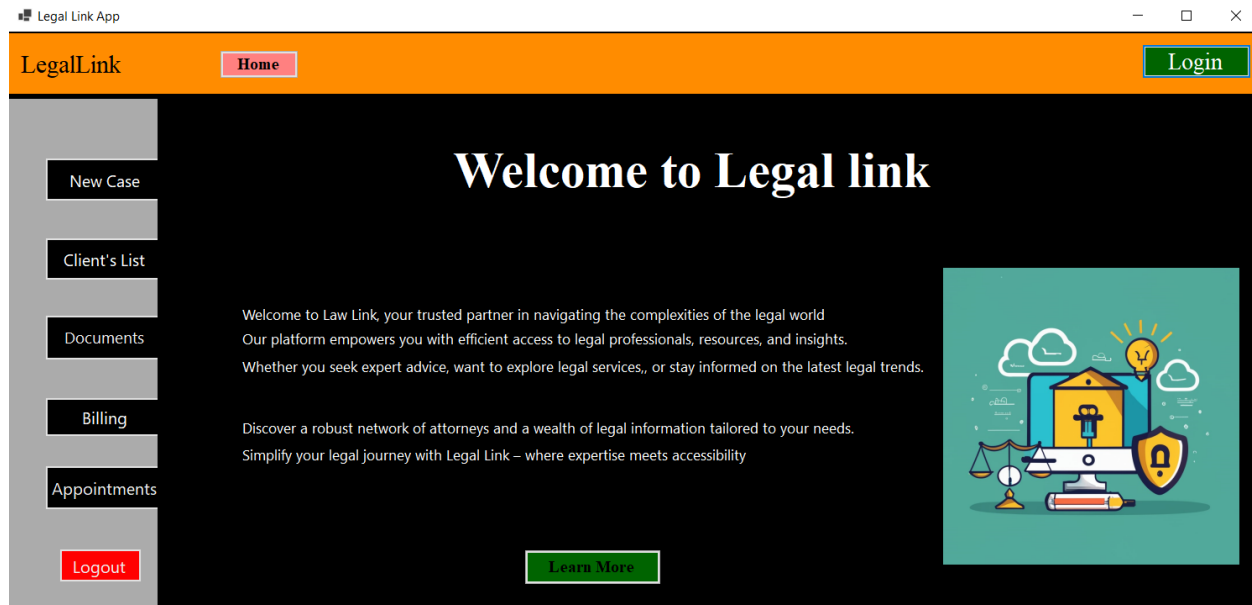 Legal Link App
LegalLink
Home
Login
New Case
Client's List
Documents
Billing
Appointments
Logout
Welcome to Legal link
Welcome to Law Link, your trusted partner in navigating the complexities of the legal world
Our platform empowers you with efficient access to legal professionals, resources, and insights.
Whether you seek expert advice, want to explore legal services,, or stay informed on the latest legal trends.
Discover a robust network of attorneys and a wealth of legal information tailored to your needs.
Simplify your legal journey with Legal Link – where expertise meets accessibility
Learn More